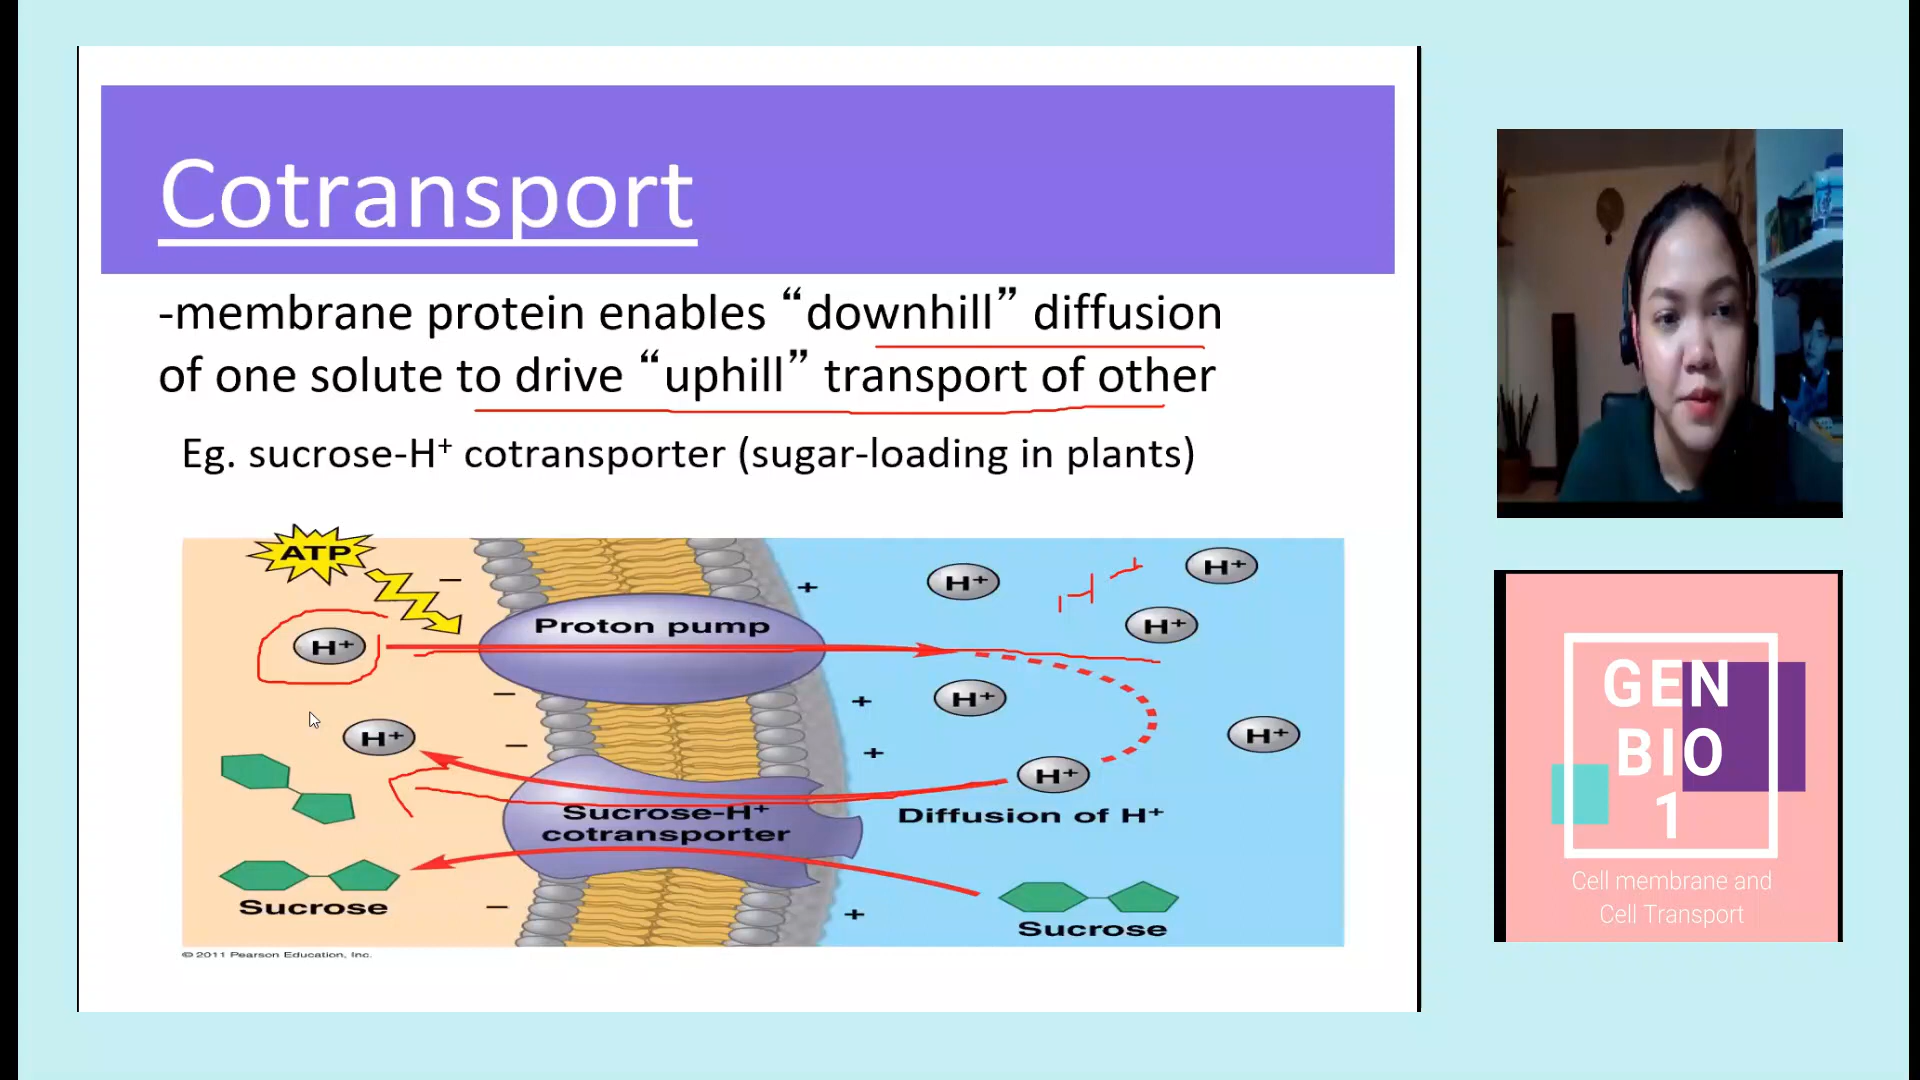 Cotransport
-membrane protein enables “downhill” diffusion
of one solute to drive “uphill” transport of other
Eg. sucrose-H⁺ cotransporter (sugar-loading in plants)
ATP
−
+
H⁺
H⁺
H⁺
Proton pump
H⁺
−
+
H⁺
H⁺
H⁺
−
+
H⁺
Sucrose-H⁺
cotransporter
Diffusion of H⁺
Sucrose
−
+
Sucrose
© 2011 Pearson Education, Inc.
GEN
BIO
1
Cell membrane and
Cell Transport